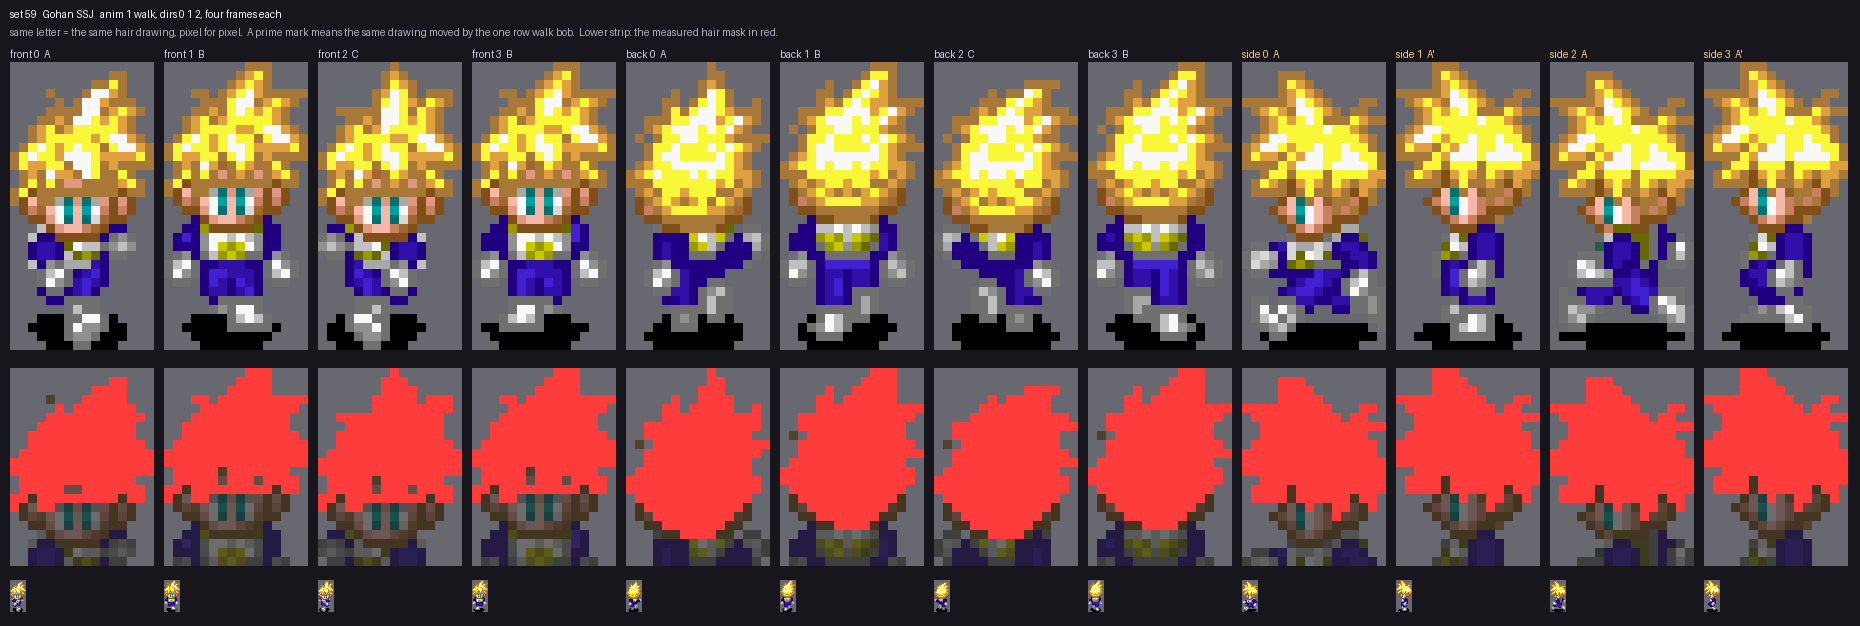 set 59 Gohan SSJ anim 1 walk, dirs 0 1 2, four frames each
same letter = the same hair drawing, pixel for pixel. A prime mark means the same drawing moved by the one row walk bob. Lower strip: the measured hair mask in red.
front 0 A front 1 B front 2 C front 3 B back 0 A back 1 B back 2 C back 3 B side 0 A side 1 A' side 2 A side 3 A'